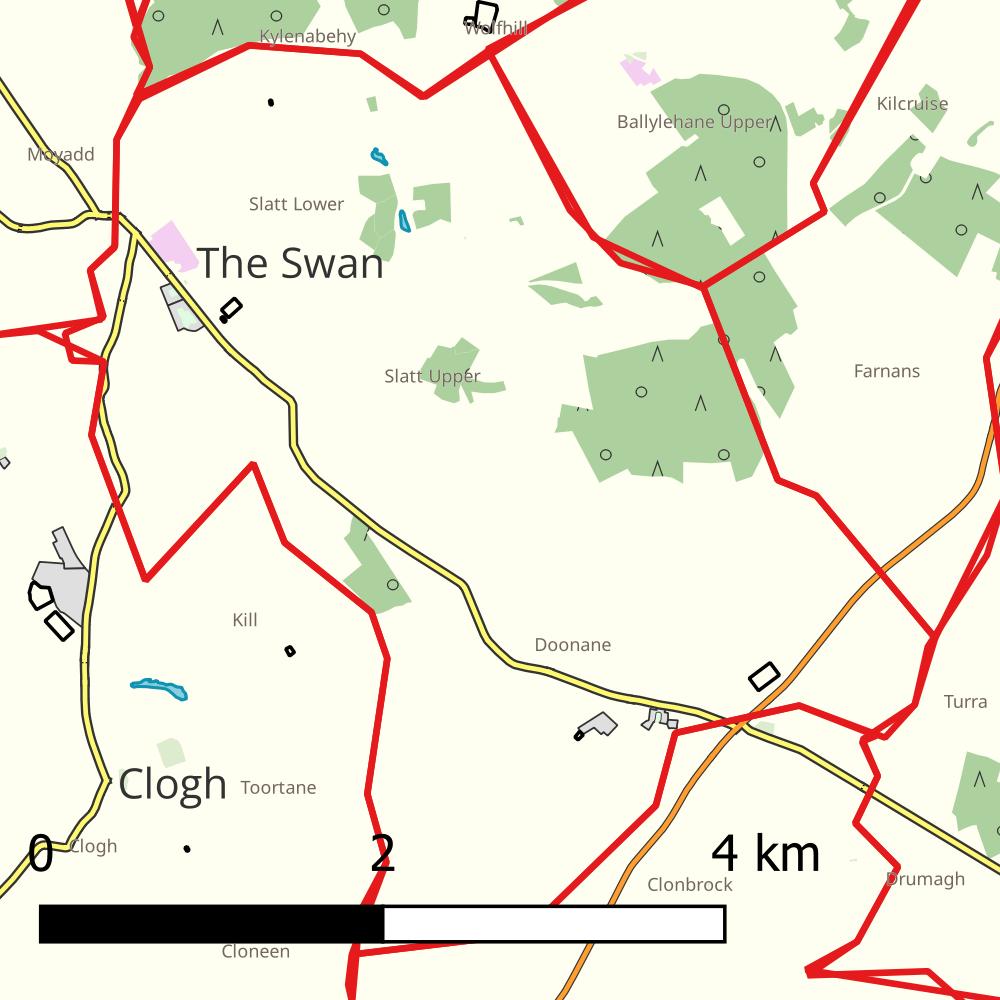 Wolfhill
Kylenabehy
Kilcruise
Ballylehane Upper
Moyadd
Slatt Lower
The Swan
Farnans
Slatt Upper
Kill
Doonane
Turra
Clogh
Toortane
Clogh
0 2 4 km
Drumagh
Clonbrock
Cloneen